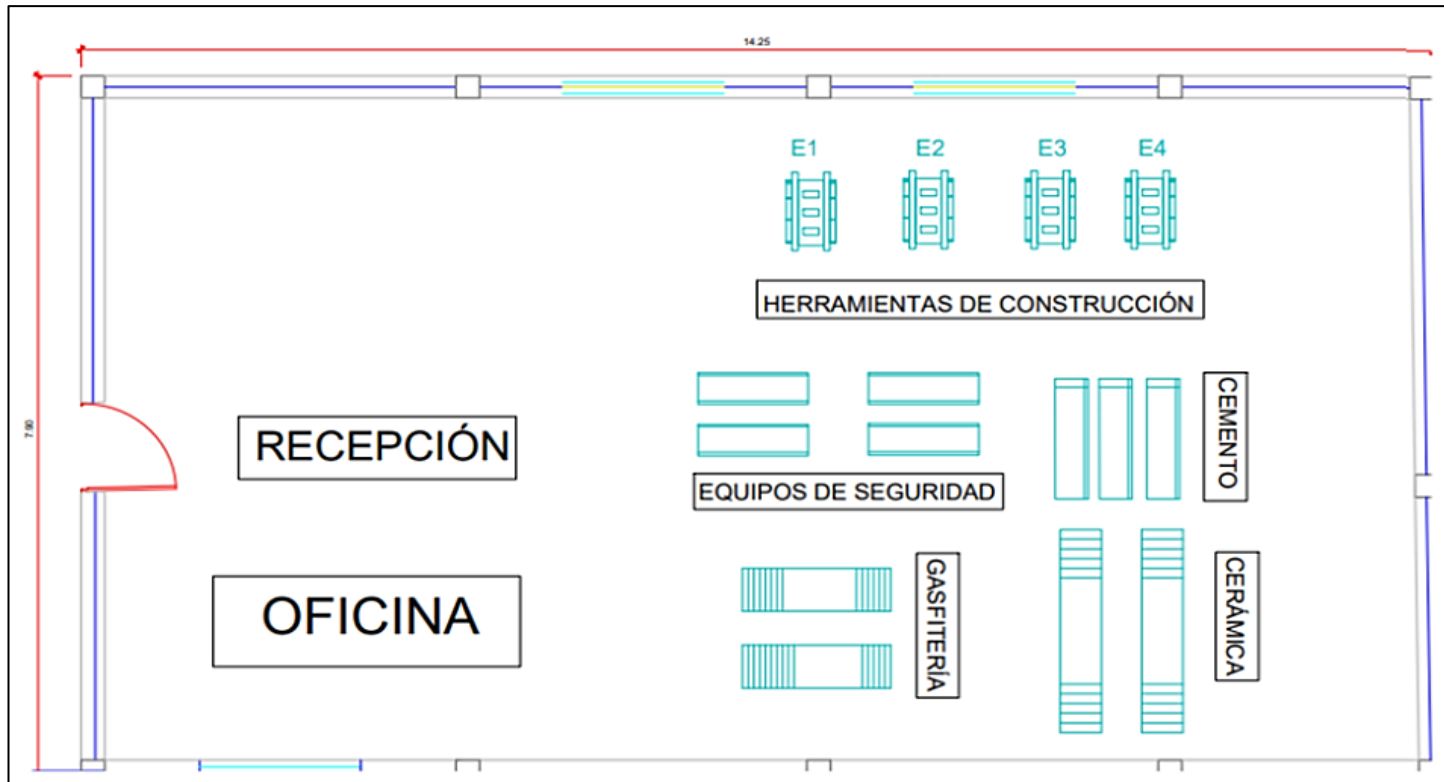 14.25
E1 E2 E3 E4
HERRAMIENTAS DE CONSTRUCCIÓN
7.80
RECEPCIÓN
EQUIPOS DE SEGURIDAD
CEMENTO
OFICINA
GASFITERÍA
CERÁMICA